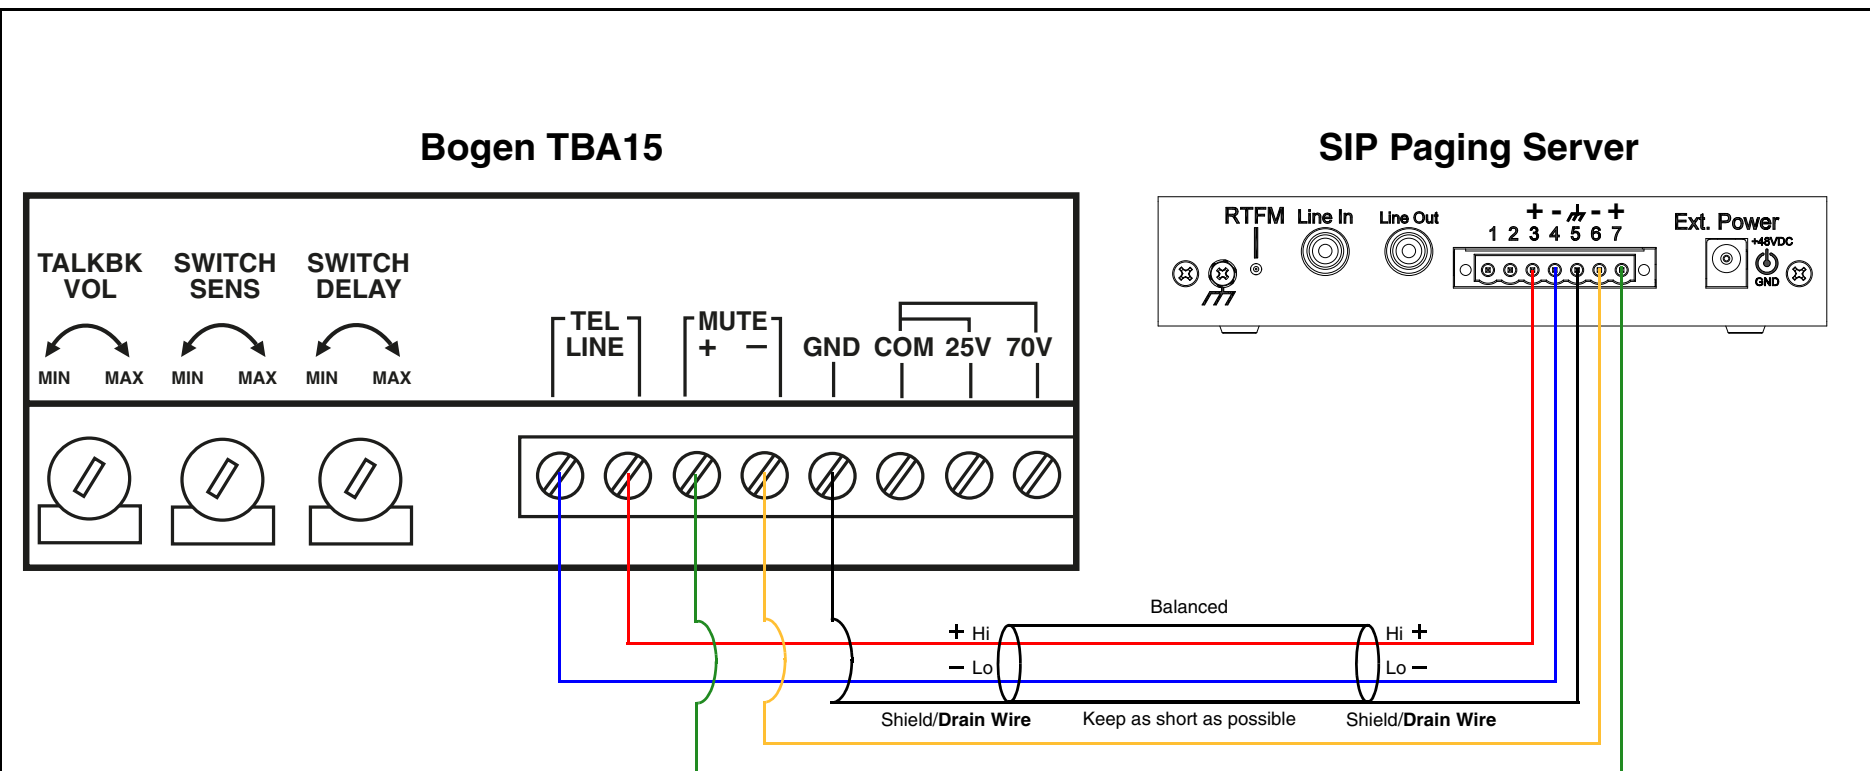 Bogen TBA15
SIP Paging Server
TALKBK
VOL
SWITCH
SENS
SWITCH
DELAY
MIN MAX MIN MAX MIN MAX
TEL
LINE
MUTE
+ −
GND COM 25V 70V
RTFM Line In Line Out
+ - - +
1 2 3 4 5 6 7
Ext. Power
+48VDC
GND
Balanced
+ Hi
Hi +
− Lo
Lo −
Shield/Drain Wire
Keep as short as possible
Shield/Drain Wire